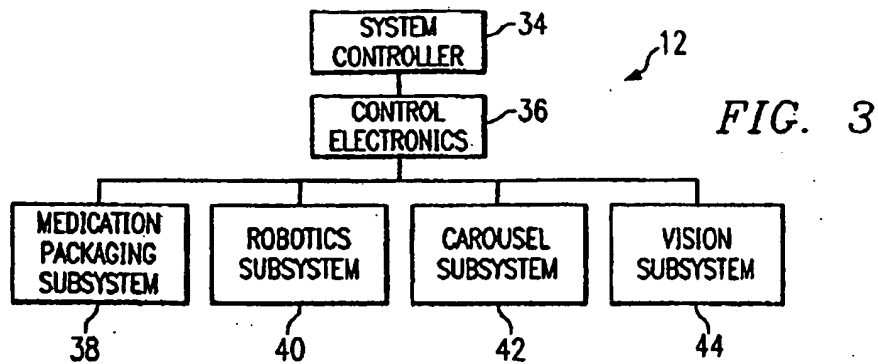 SYSTEM
CONTROLLER
34
12
CONTROL
ELECTRONICS
36
FIG. 3
MEDICATION
PACKAGING
SUBSYSTEM
ROBOTICS
SUBSYSTEM
CAROUSEL
SUBSYSTEM
VISION
SUBSYSTEM
38
40
42
44